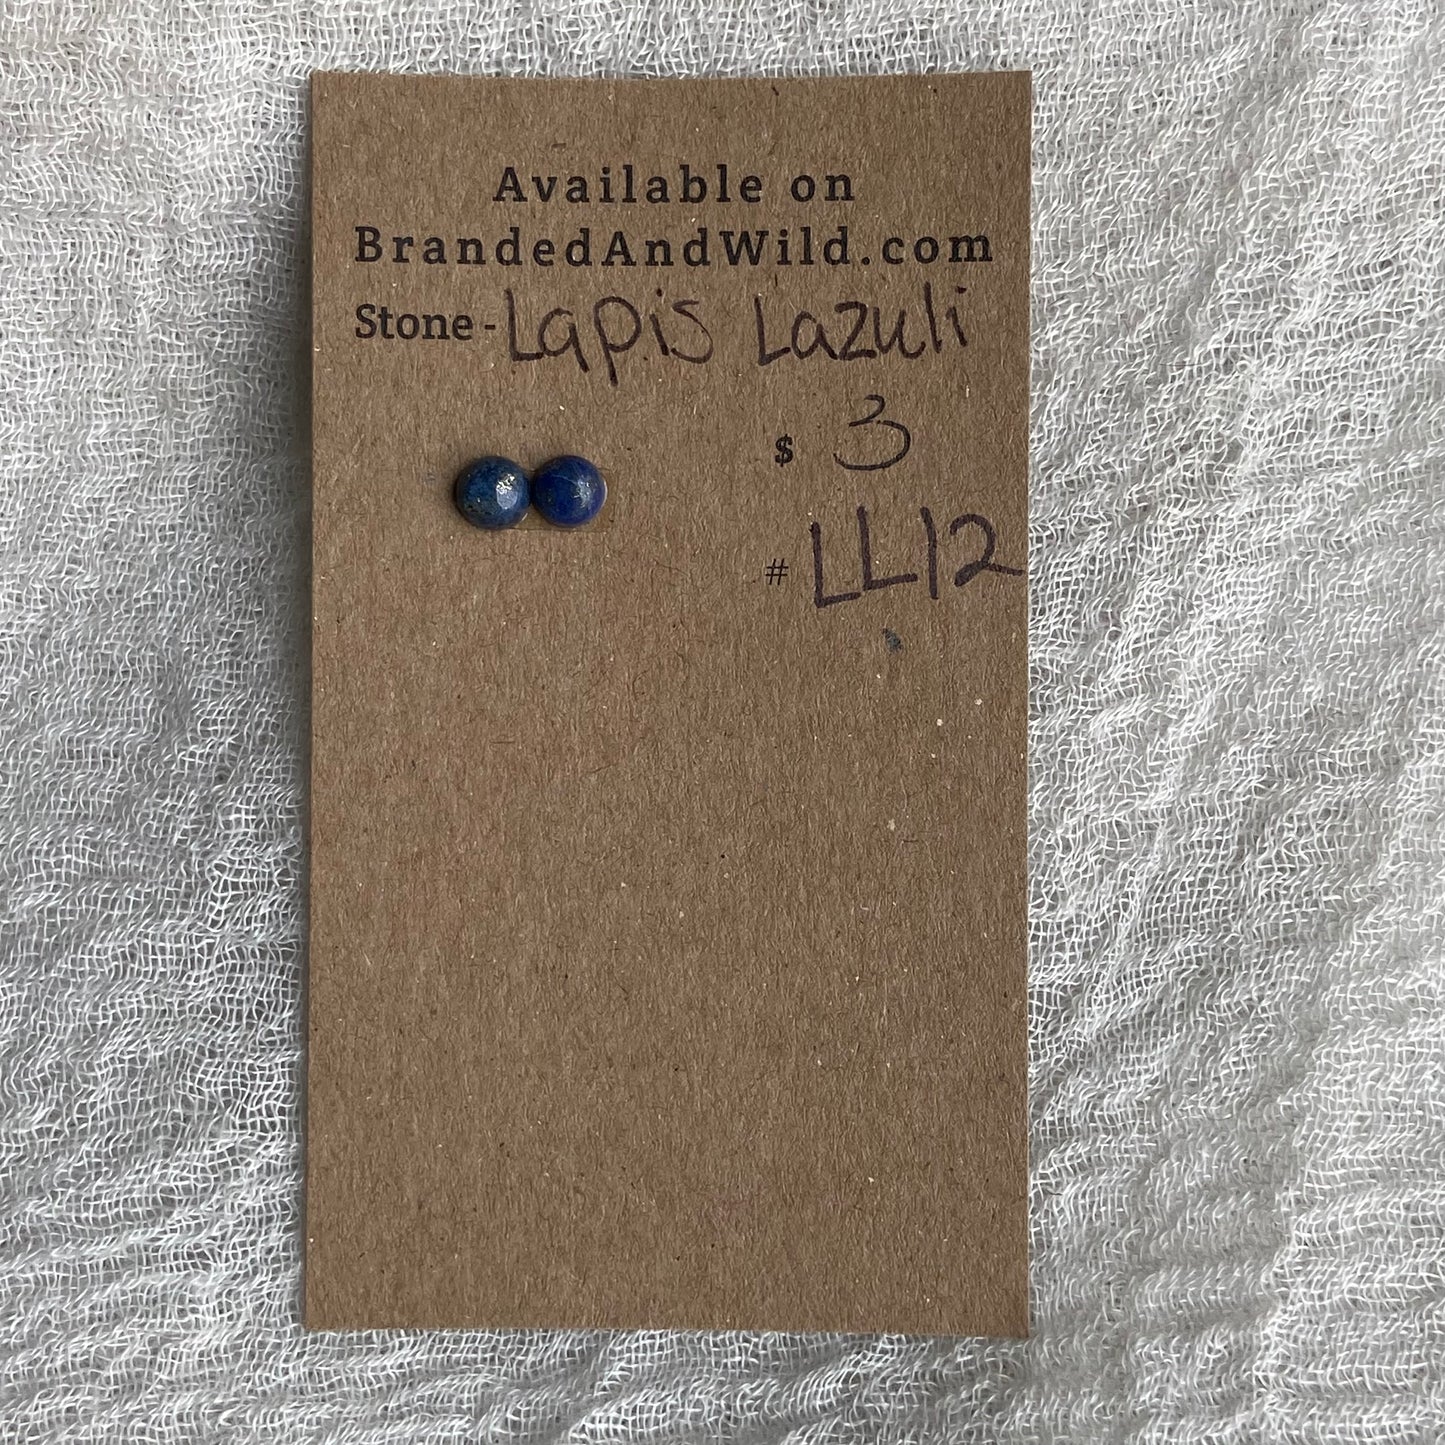 Available on
BrandedAndWild.com
Stone - Lapis Lazuli
$ 3
# LL12